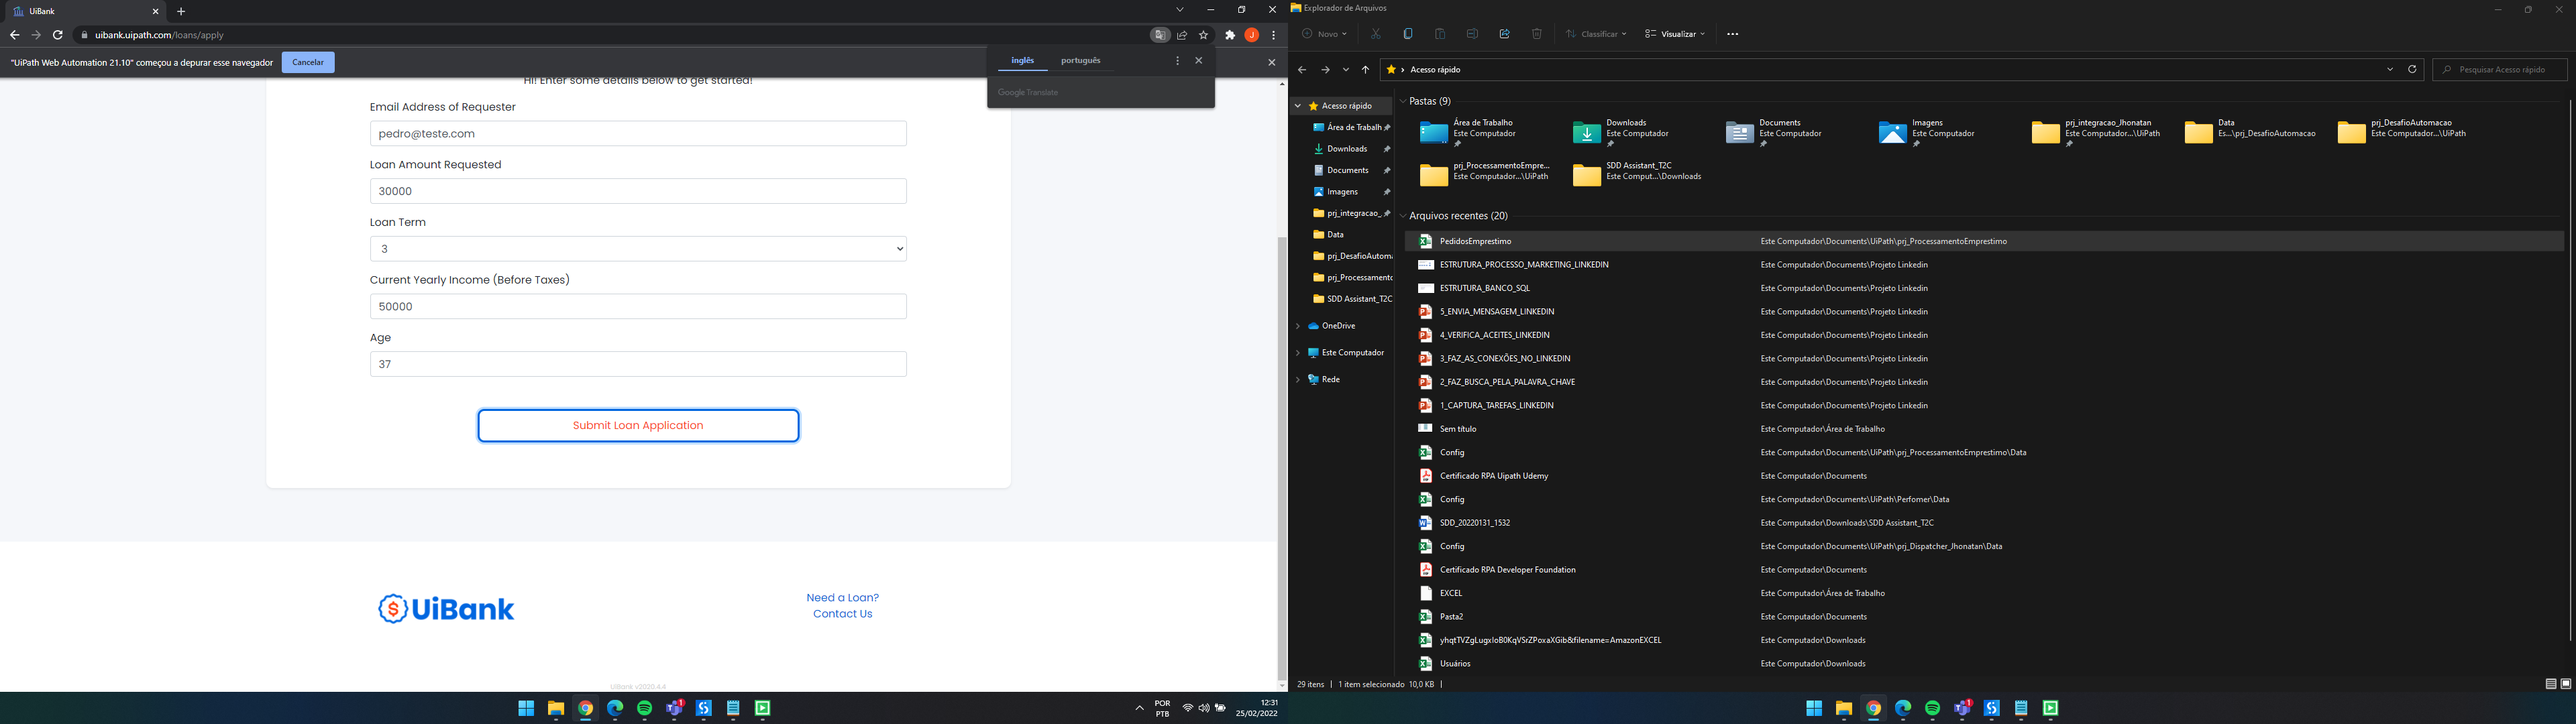 UiBank
uibank.uipath.com/loans/apply
"UiPath Web Automation 21.10" começou a depurar esse navegador
Cancelar
inglês
português
Google Translate
Hi! Enter some details below to get started!
Email Address of Requester
pedro@teste.com
Loan Amount Requested
30000
Loan Term
3
Current Yearly Income (Before Taxes)
50000
Age
37
Submit Loan Application
UiBank
Need a Loan?
Contact Us
UiBank v2020.4.4
POR
PTB
12:31
25/02/2022
Explorador de Arquivos
Novo
Classificar
Visualizar
Acesso rápido
Pesquisar Acesso rápido
Acesso rápido
Área de Trabalh
Downloads
Documents
Imagens
prj_integracao_
Data
prj_DesafioAutoma
prj_Processamento
SDD Assistant_T2C
OneDrive
Este Computador
Rede
Pastas (9)
Área de Trabalho
Este Computador
Downloads
Este Computador
Documents
Este Computador
Imagens
Este Computador
prj_integracao_Jhonatan
Este Computador...\UiPath
Data
Es...\prj_DesafioAutomacao
prj_DesafioAutomacao
Este Computador...\UiPath
prj_ProcessamentoEmpre...
Este Computador...\UiPath
SDD Assistant_T2C
Este Comput...\Downloads
Arquivos recentes (20)
PedidosEmprestimo Este Computador\Documents\UiPath\prj_ProcessamentoEmprestimo
ESTRUTURA_PROCESSO_MARKETING_LINKEDIN Este Computador\Documents\Projeto Linkedin
ESTRUTURA_BANCO_SQL Este Computador\Documents\Projeto Linkedin
5_ENVIA_MENSAGEM_LINKEDIN Este Computador\Documents\Projeto Linkedin
4_VERIFICA_ACEITES_LINKEDIN Este Computador\Documents\Projeto Linkedin
3_FAZ_AS_CONEXÕES_NO_LINKEDIN Este Computador\Documents\Projeto Linkedin
2_FAZ_BUSCA_PELA_PALAVRA_CHAVE Este Computador\Documents\Projeto Linkedin
1_CAPTURA_TAREFAS_LINKEDIN Este Computador\Documents\Projeto Linkedin
Sem título Este Computador\Área de Trabalho
Config Este Computador\Documents\UiPath\prj_ProcessamentoEmprestimo\Data
Certificado RPA Uipath Udemy Este Computador\Documents
Config Este Computador\Documents\UiPath\Perfomer\Data
SDD_20220131_1532 Este Computador\Downloads\SDD Assistant_T2C
Config Este Computador\Documents\UiPath\prj_Dispatcher_Jhonatan\Data
Certificado RPA Developer Foundation Este Computador\Documents
EXCEL Este Computador\Área de Trabalho
Pasta2 Este Computador\Documents
yhqtTVZgLugxIoB0KqVSrZPoxaXGib&filename=AmazonEXCEL Este Computador\Downloads
Usuários Este Computador\Downloads
29 itens
1 item selecionado 10,0 KB